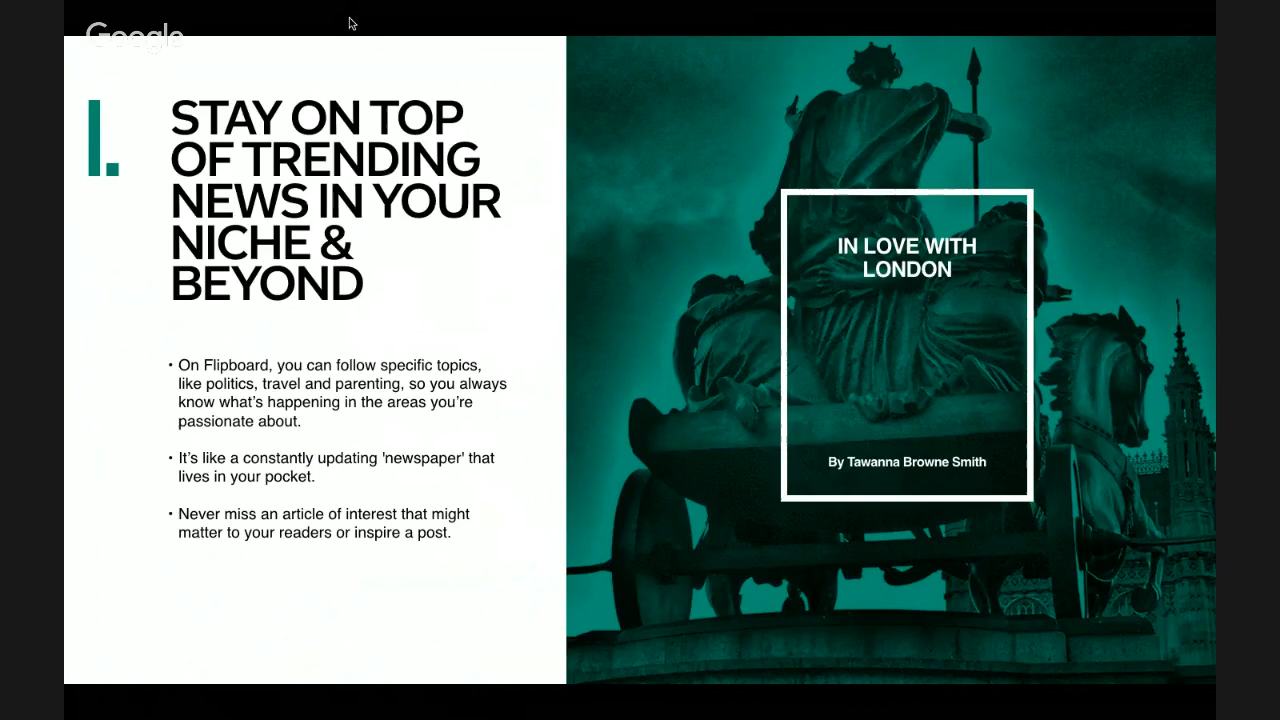 Google
I.
STAY ON TOP
OF TRENDING
NEWS IN YOUR
NICHE &
BEYOND
• On Flipboard, you can follow specific topics,
like politics, travel and parenting, so you always
know what's happening in the areas you're
passionate about.
• It's like a constantly updating 'newspaper' that
lives in your pocket.
• Never miss an article of interest that might
matter to your readers or inspire a post.
IN LOVE WITH
LONDON
By Tawanna Browne Smith